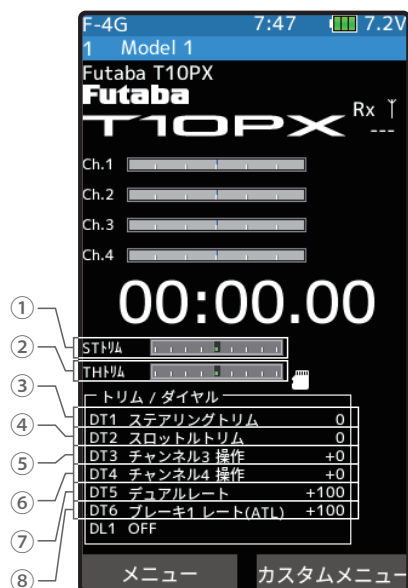 F-4G 7:47 7.2V
1 Model 1
Futaba T10PX
Futaba
T10PX
Rx
---
Ch.1
Ch.2
Ch.3
Ch.4
00:00.00
① STﾄﾘﾑ
② THﾄﾘﾑ
トリム / ダイヤル
③ DT1 ステアリングトリム 0
④ DT2 スロットルトリム 0
⑤ DT3 チャンネル3 操作 +0
⑥ DT4 チャンネル4 操作 +0
⑦ DT5 デュアルレート +100
⑧ DT6 ブレーキ1 レート(ATL) +100
DL1 OFF
メニュー カスタムメニュー